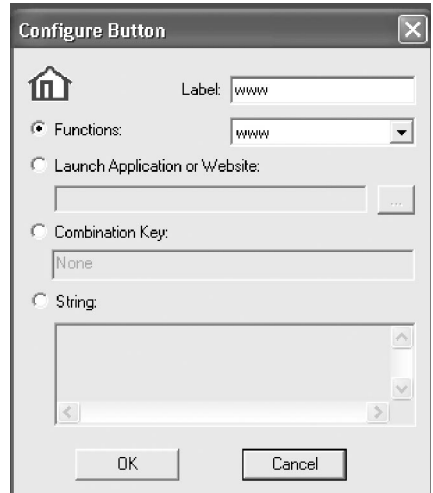 Configure Button
Label: www
Functions: www
Launch Application or Website:
...
Combination Key:
None
String:
OK Cancel